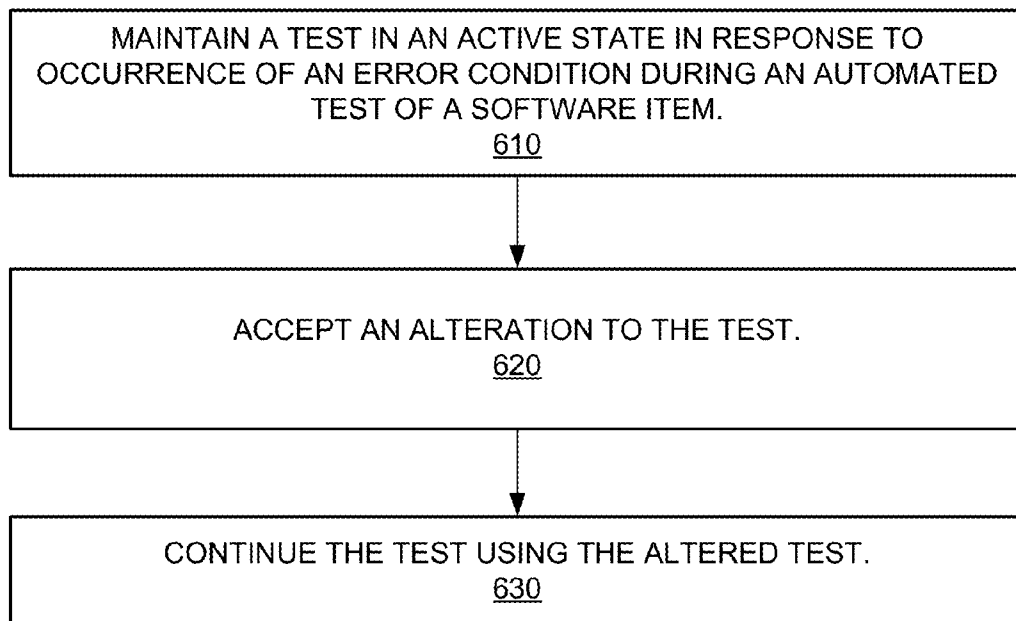 MAINTAIN A TEST IN AN ACTIVE STATE IN RESPONSE TO
OCCURRENCE OF AN ERROR CONDITION DURING AN AUTOMATED
TEST OF A SOFTWARE ITEM.
610
ACCEPT AN ALTERATION TO THE TEST.
620
CONTINUE THE TEST USING THE ALTERED TEST.
630